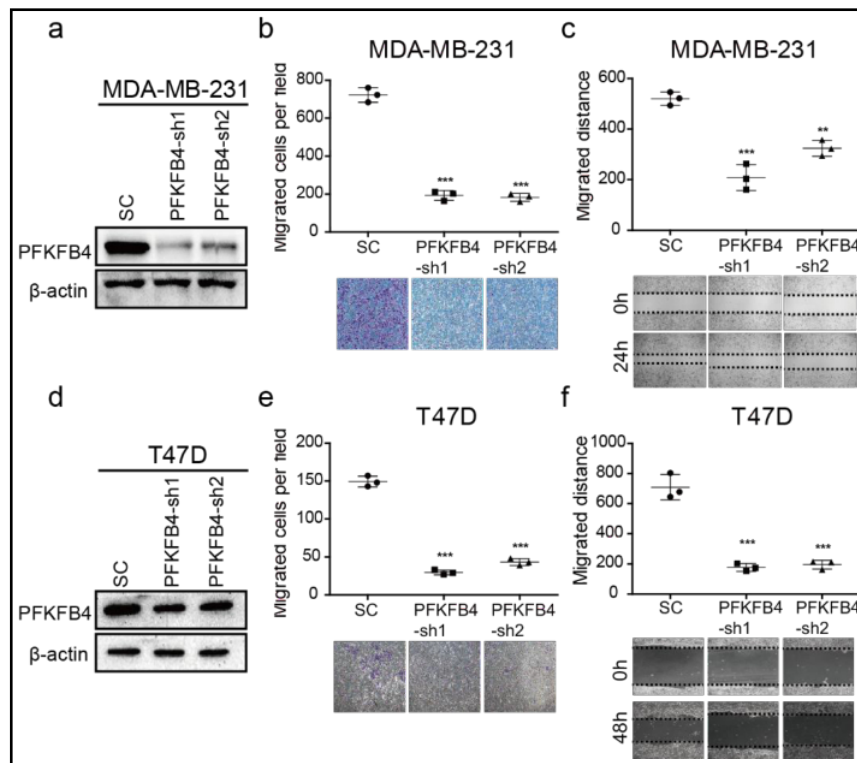 a
MDA-MB-231
SC
PFKFB4-sh1
PFKFB4-sh2
PFKFB4
β-actin
b
MDA-MB-231
Migrated cells per field
800
600
400
200
0
***
***
SC
PFKFB4
-sh1
PFKFB4
-sh2
c
MDA-MB-231
Migrated distance
600
400
200
0
***
**
SC
PFKFB4
-sh1
PFKFB4
-sh2
0h
24h
d
T47D
SC
PFKFB4-sh1
PFKFB4-sh2
PFKFB4
β-actin
e
T47D
Migrated cells per field
200
150
100
50
0
***
***
SC
PFKFB4
-sh1
PFKFB4
-sh2
f
T47D
Migrated distance
1000
800
600
400
200
0
***
***
SC
PFKFB4
-sh1
PFKFB4
-sh2
0h
48h